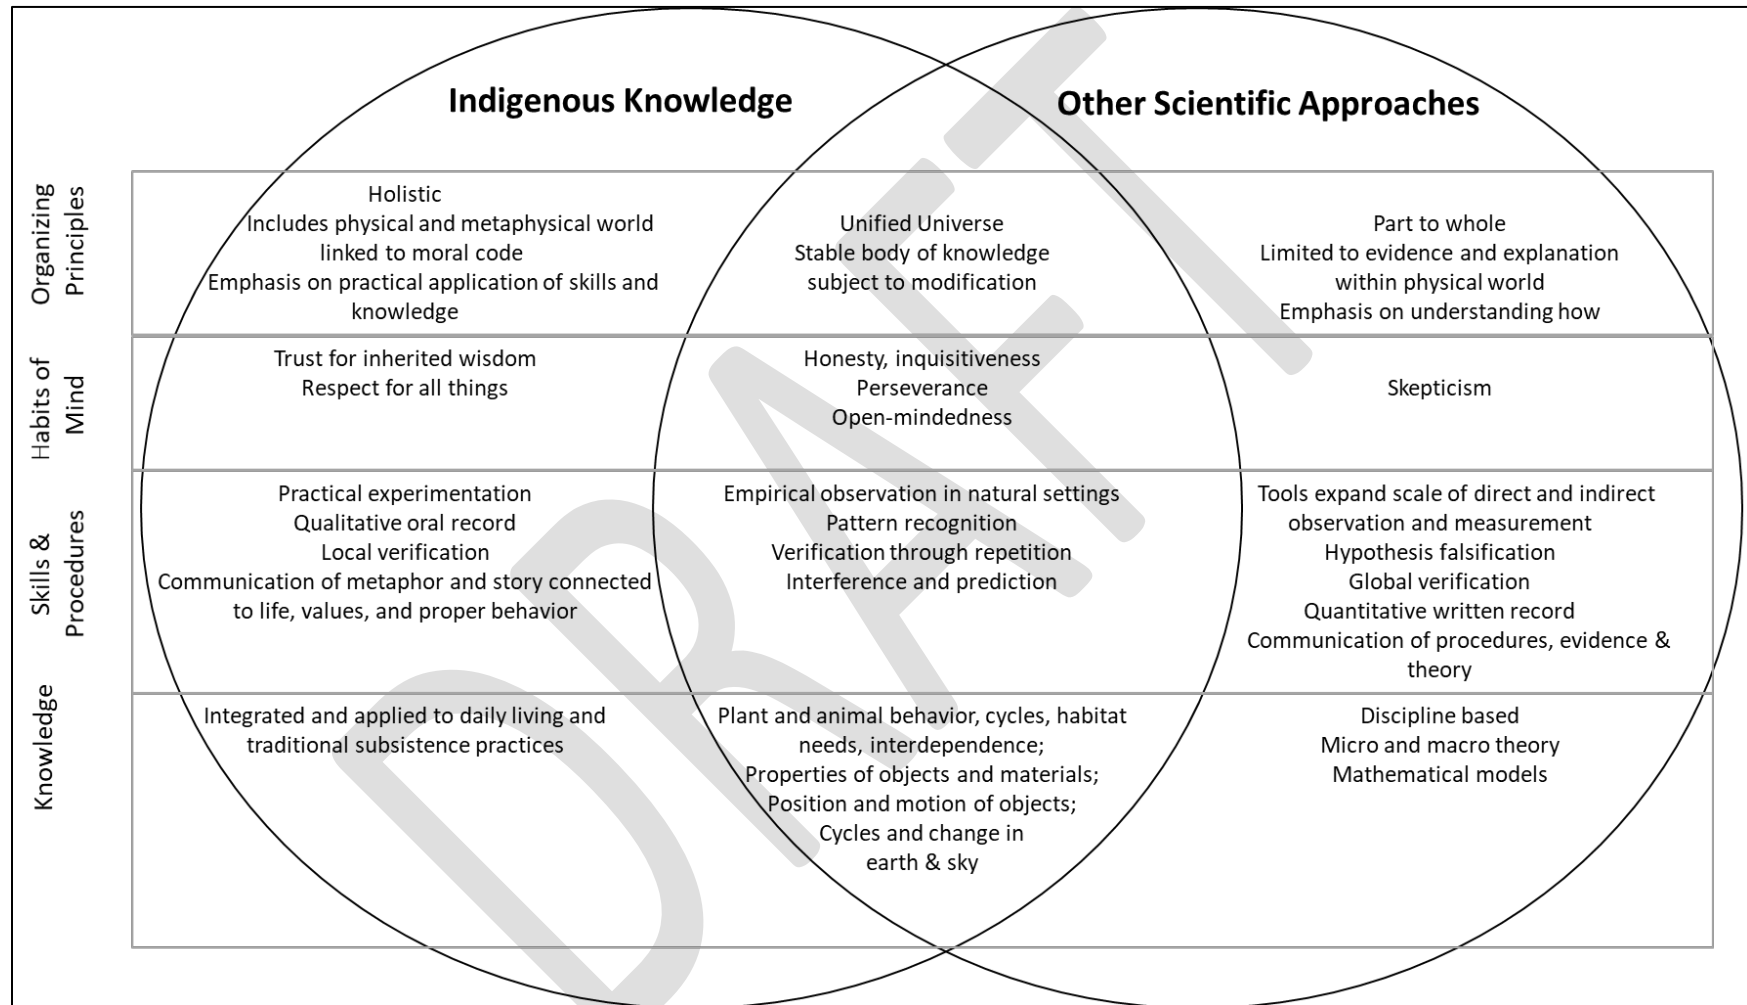 Indigenous Knowledge
Other Scientific Approaches
Organizing
Principles
Holistic
Includes physical and metaphysical world
linked to moral code
Emphasis on practical application of skills and
knowledge
Unified Universe
Stable body of knowledge
subject to modification
Part to whole
Limited to evidence and explanation
within physical world
Emphasis on understanding how
Habits of
Mind
Trust for inherited wisdom
Respect for all things
Honesty, inquisitiveness
Perseverance
Open-mindedness
Skepticism
Skills &
Procedures
Practical experimentation
Qualitative oral record
Local verification
Communication of metaphor and story connected
to life, values, and proper behavior
Empirical observation in natural settings
Pattern recognition
Verification through repetition
Interference and prediction
Tools expand scale of direct and indirect
observation and measurement
Hypothesis falsification
Global verification
Quantitative written record
Communication of procedures, evidence &
theory
Knowledge
Integrated and applied to daily living and
traditional subsistence practices
Plant and animal behavior, cycles, habitat
needs, interdependence;
Properties of objects and materials;
Position and motion of objects;
Cycles and change in
earth & sky
Discipline based
Micro and macro theory
Mathematical models
DRAFT